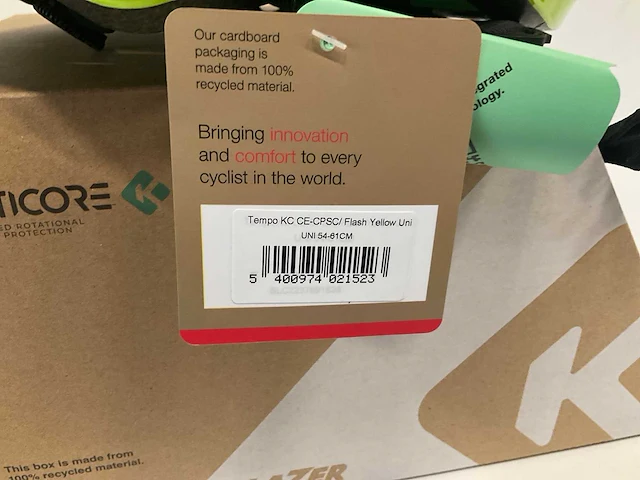 Our cardboard
packaging is
made from 100%
recycled material.
Bringing innovation
and comfort to every
cyclist in the world.
Tempo KC CE-CPSC/ Flash Yellow Uni
UNI 54-61CM
5 400974 021523
TICORE
ED ROTATIONAL
PROTECTION
grated
ology.
This box is made from
100% recycled material.
LAZER